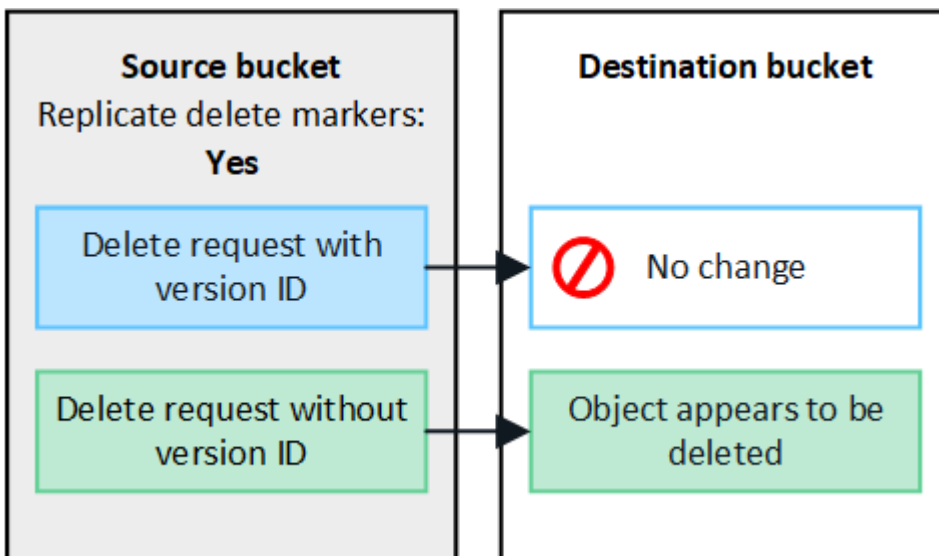 Source bucket
Replicate delete markers:
Yes
Delete request with
version ID
Delete request without
version ID
Destination bucket
No change
Object appears to be
deleted